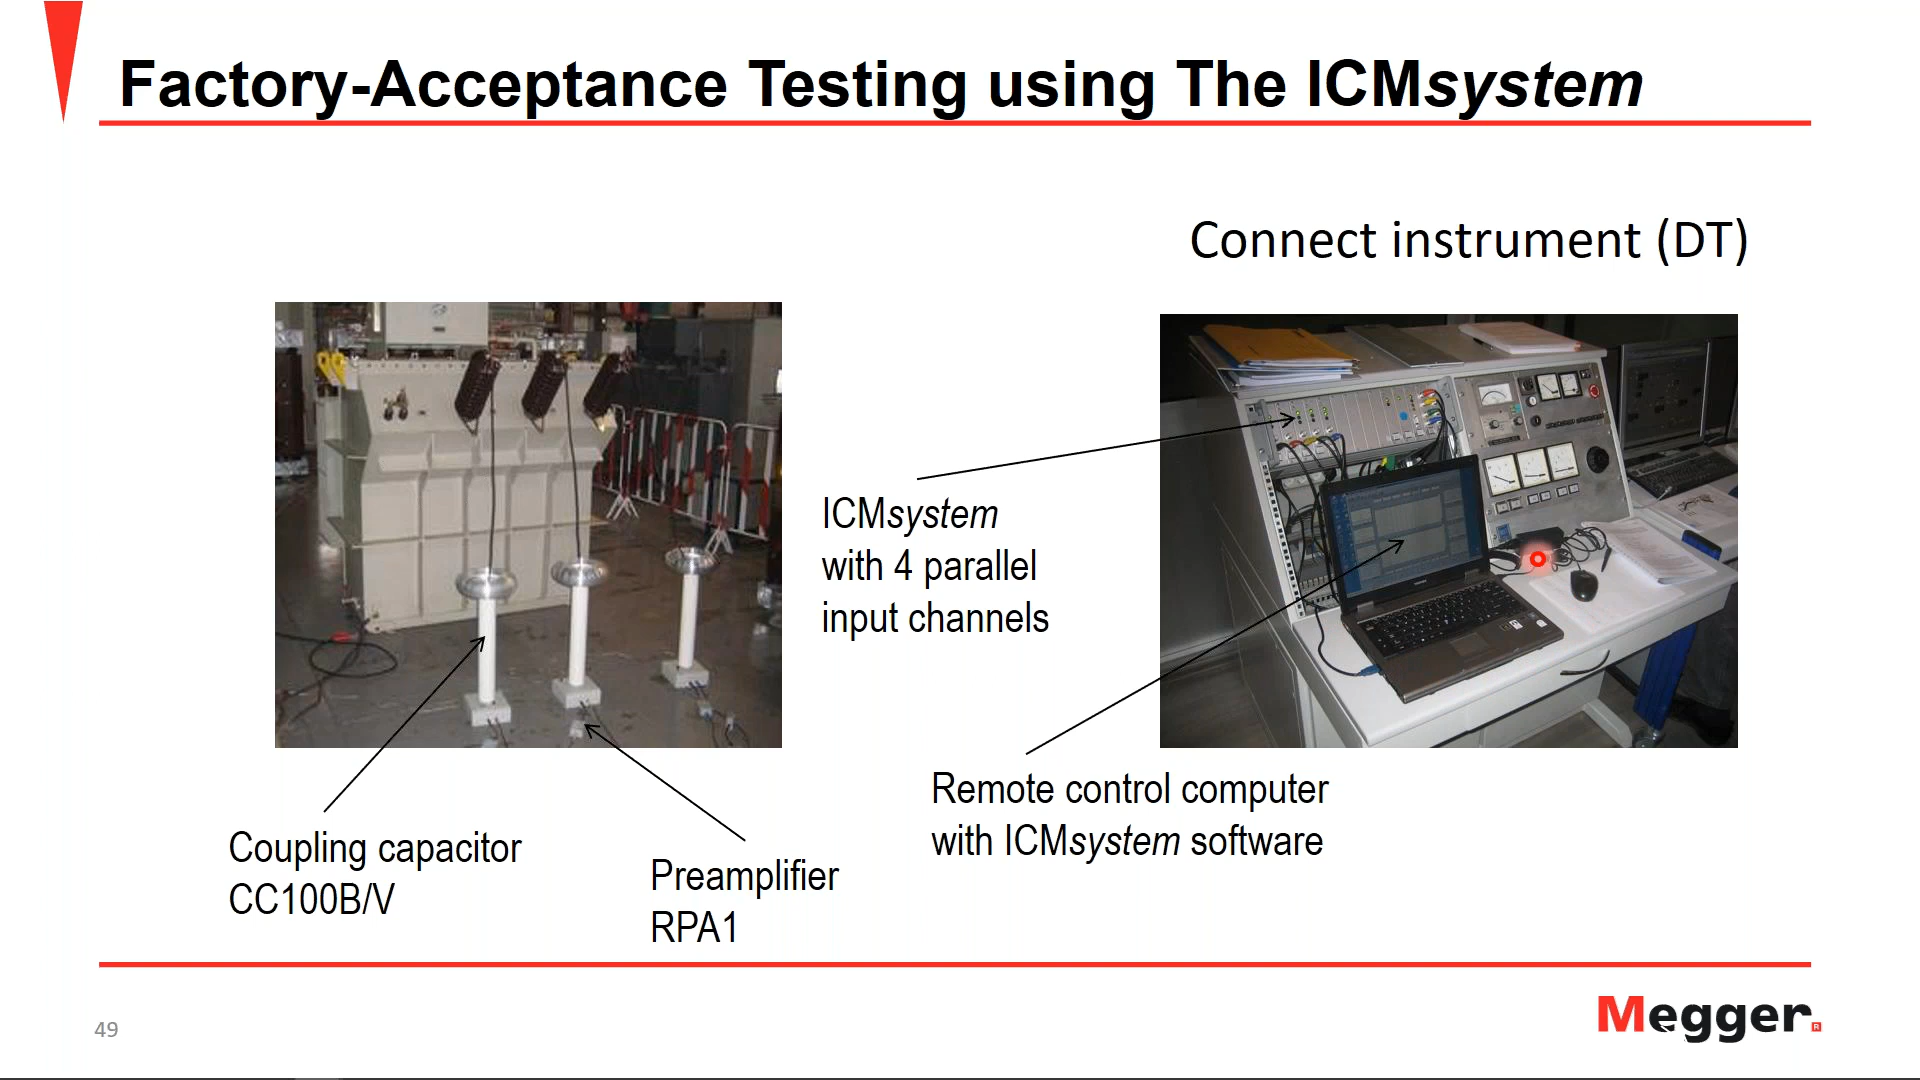 Factory-Acceptance Testing using The ICMsystem
Connect instrument (DT)
ICMsystem
with 4 parallel
input channels
Remote control computer
with ICMsystem software
Coupling capacitor
CC100B/V
Preamplifier
RPA1
49
Megger